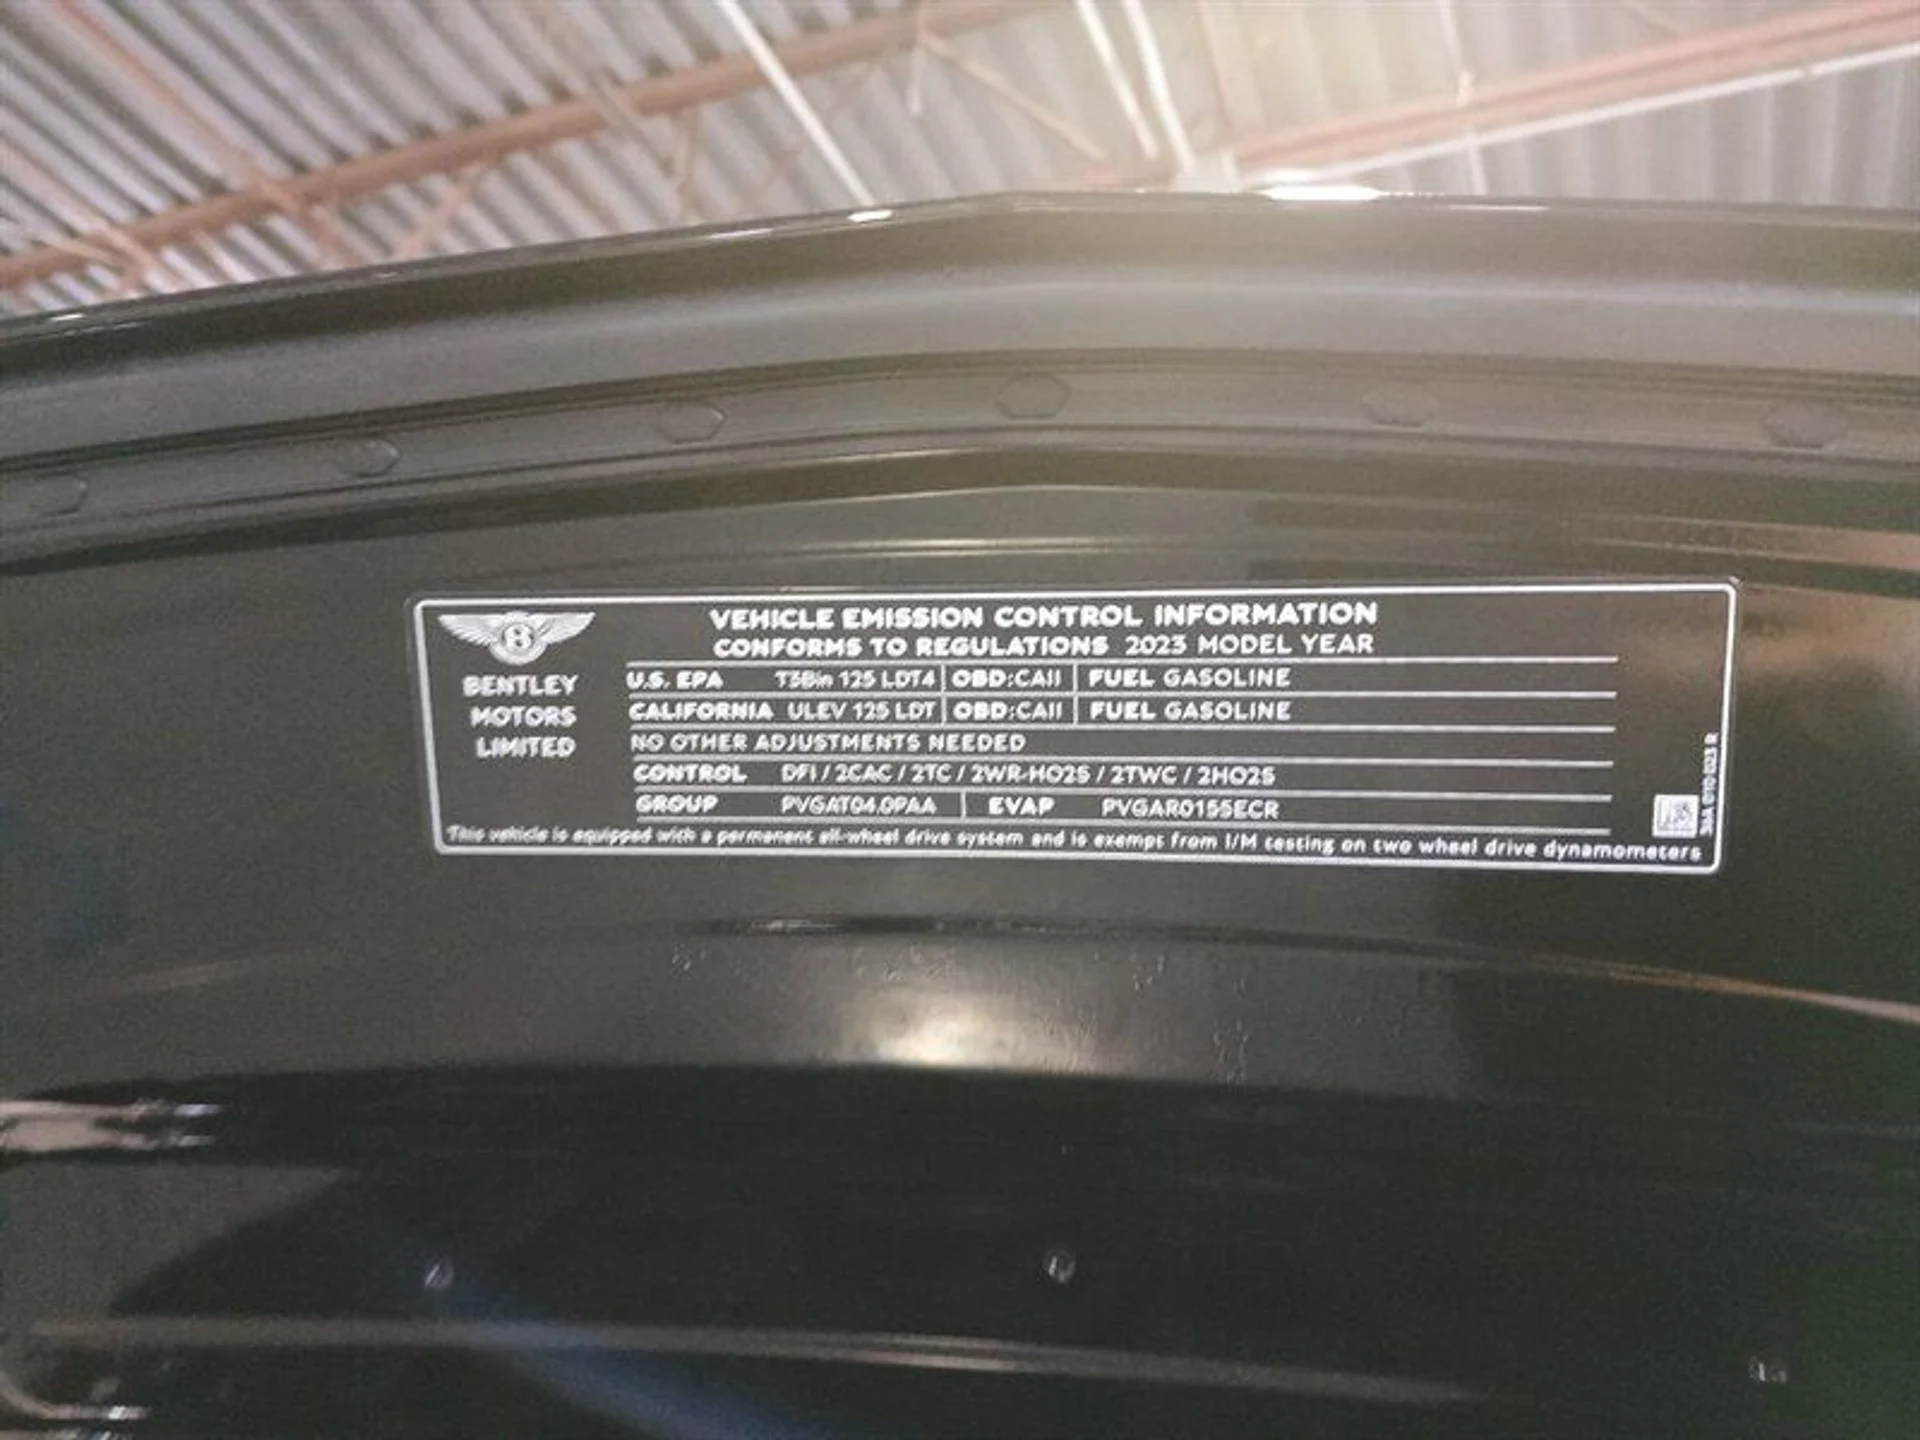 VEHICLE EMISSION CONTROL INFORMATION
CONFORMS TO REGULATIONS 2023 MODEL YEAR
B
BENTLEY
MOTORS
LIMITED
U.S. EPA T3Bin 125 LDT4 OBD:CAII FUEL GASOLINE
CALIFORNIA ULEV 125 LDT OBD:CAII FUEL GASOLINE
NO OTHER ADJUSTMENTS NEEDED
CONTROL DFI / 2CAC / 2TC / 2WR-HO2S / 2TWC / 2HO2S
GROUP PVGAT04.0PAA EVAP PVGAR0155ECR
This vehicle is equipped with a permanent all-wheel drive system and is exempt from I/M testing on two wheel drive dynamometers
36A 010 023 R